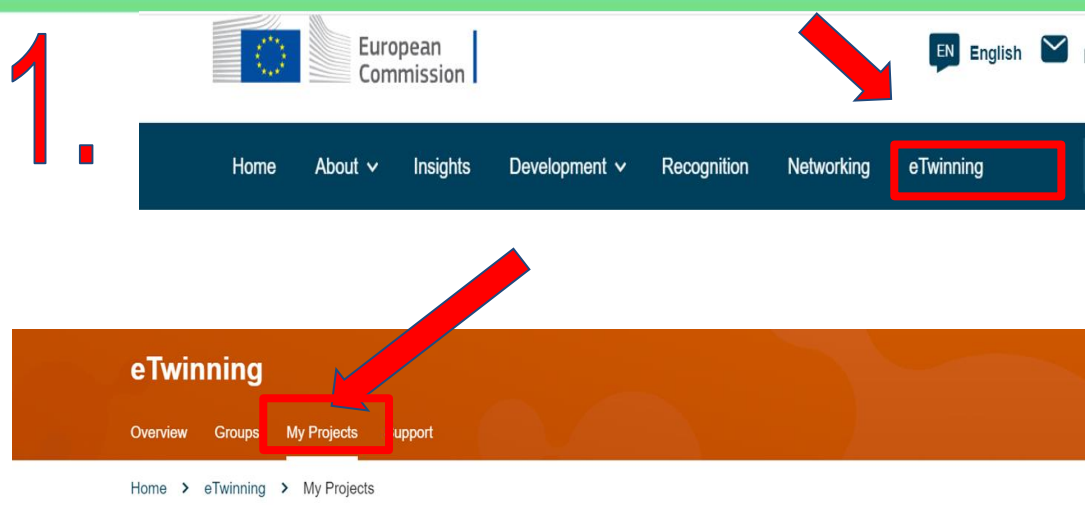 1.
European
Commission
EN English
Home About Insights Development Recognition Networking eTwinning
eTwinning
Overview Groups My Projects upport
Home > eTwinning > My Projects